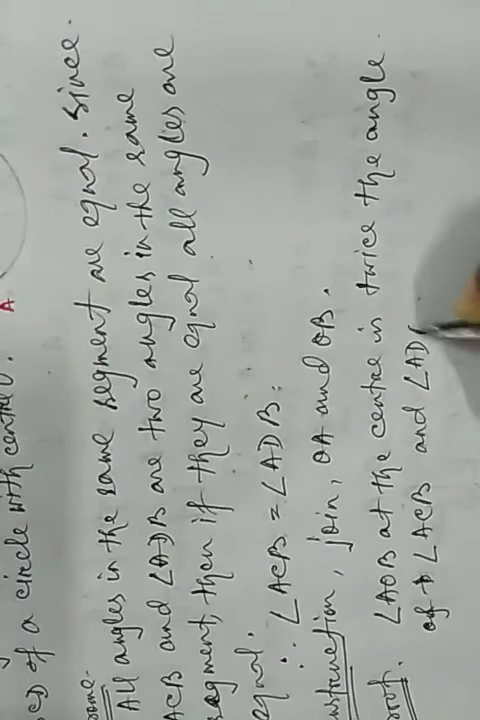 CD of a circle with centre O. A
All angles in the same segment are equal. Since.
ACB and ∠ADB are two angles in the same
segment, then if they are equal all angles are
equal.
∴ ∠ACB = ∠ADB.
join, OA and OB.
Proof. ∠AOB at the centre is twice the angle.
of ∠ACB and ∠AD